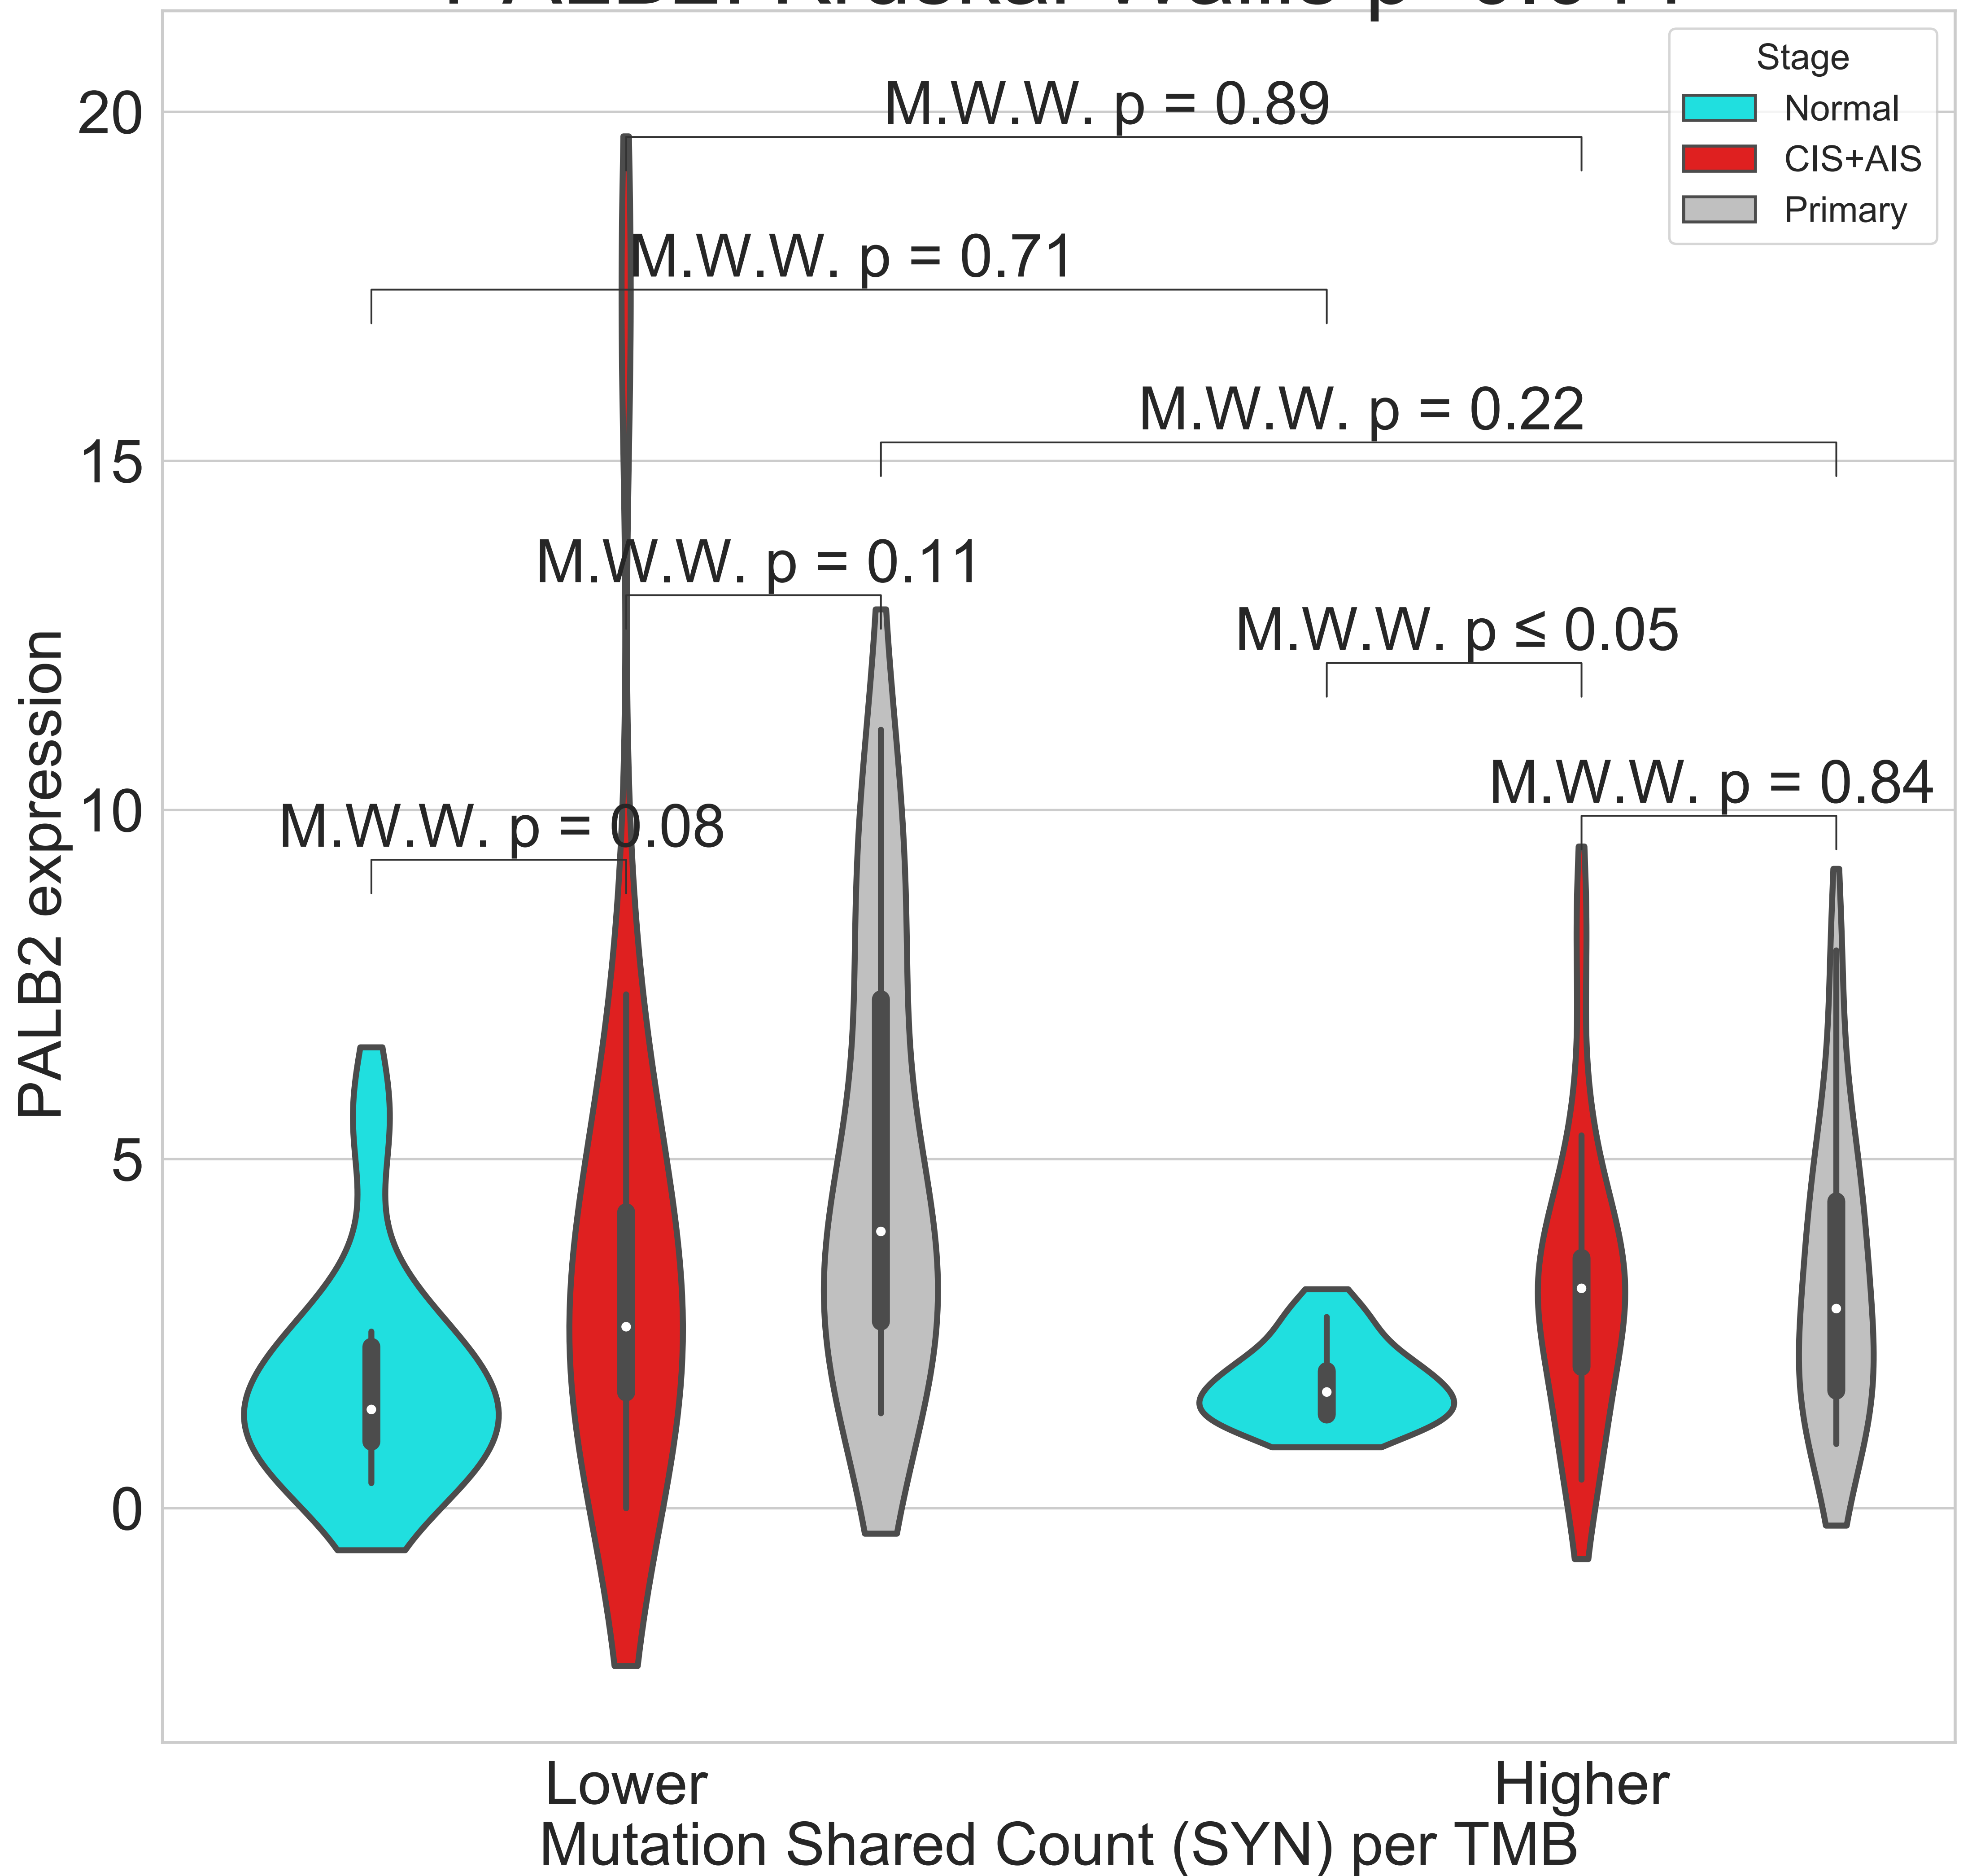 Stage
Normal
CIS+AIS
Primary
M.W.W. p = 0.89
M.W.W. p = 0.71
M.W.W. p = 0.22
M.W.W. p = 0.11
M.W.W. p ≤ 0.05
M.W.W. p = 0.84
M.W.W. p = 0.08
20
15
10
5
0
PALB2 expression
Lower
Higher
Mutation Shared Count (SYN) per TMB